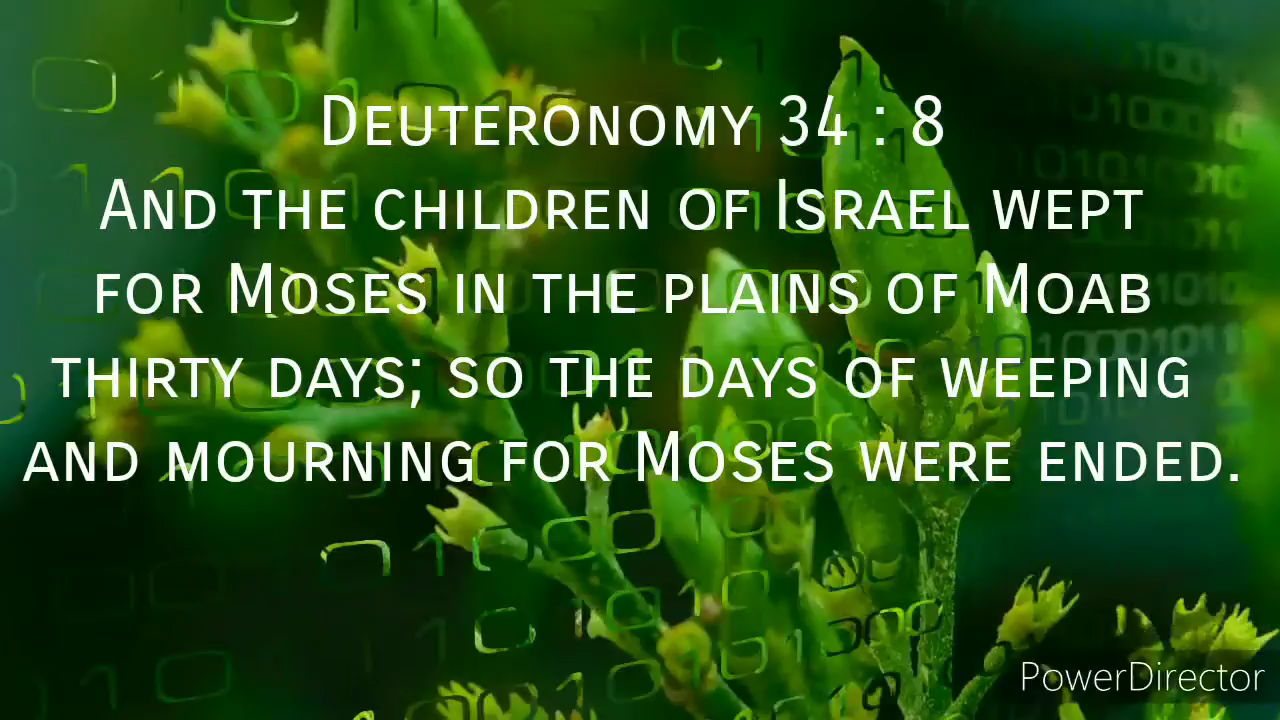 Deuteronomy 34 : 8
And the children of Israel wept
for Moses in the plains of Moab
thirty days; so the days of weeping
and mourning for Moses were ended.
PowerDirector